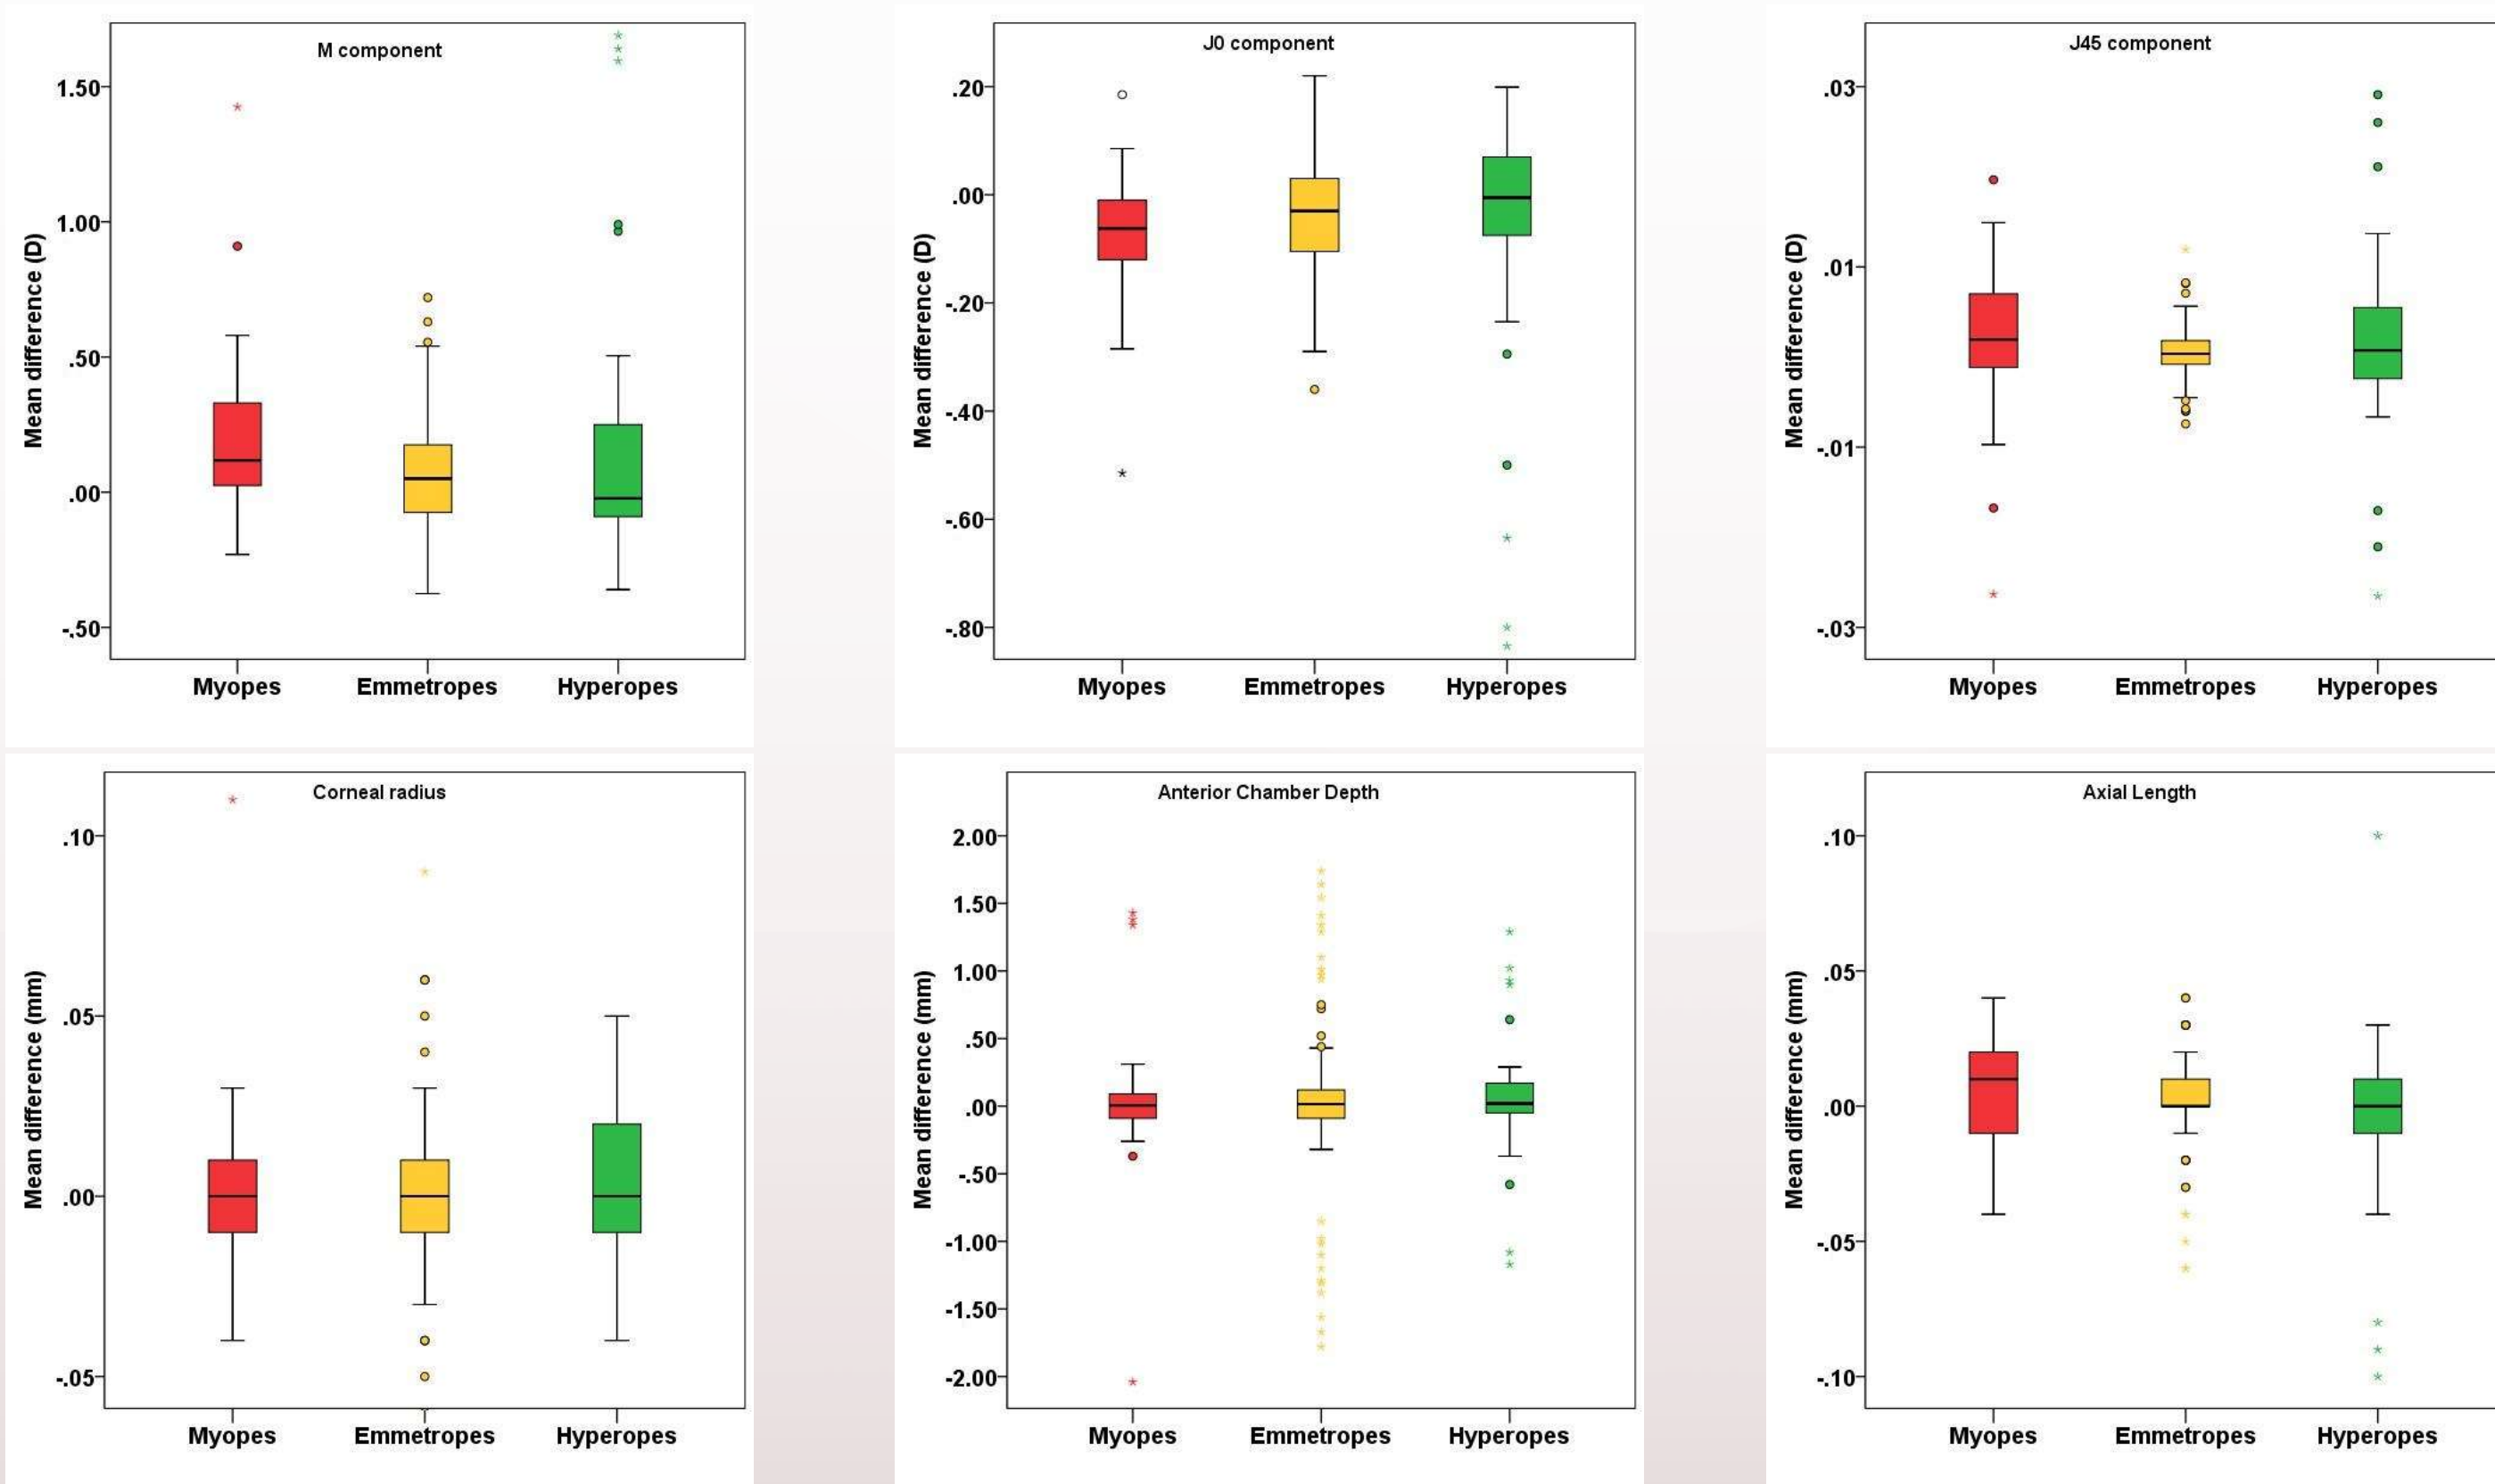 M component
Mean difference (D)
1.50
1.00
.50
.00
-.50
Myopes Emmetropes Hyperopes
J0 component
Mean difference (D)
.20
.00
-.20
-.40
-.60
-.80
Myopes Emmetropes Hyperopes
J45 component
Mean difference (D)
.03
.01
-.01
-.03
Myopes Emmetropes Hyperopes
Corneal radius
Mean difference (mm)
.10
.05
.00
-.05
Myopes Emmetropes Hyperopes
Anterior Chamber Depth
Mean difference (mm)
2.00
1.50
1.00
.50
.00
-.50
-1.00
-1.50
-2.00
Myopes Emmetropes Hyperopes
Axial Length
Mean difference (mm)
.10
.05
.00
-.05
-.10
Myopes Emmetropes Hyperopes